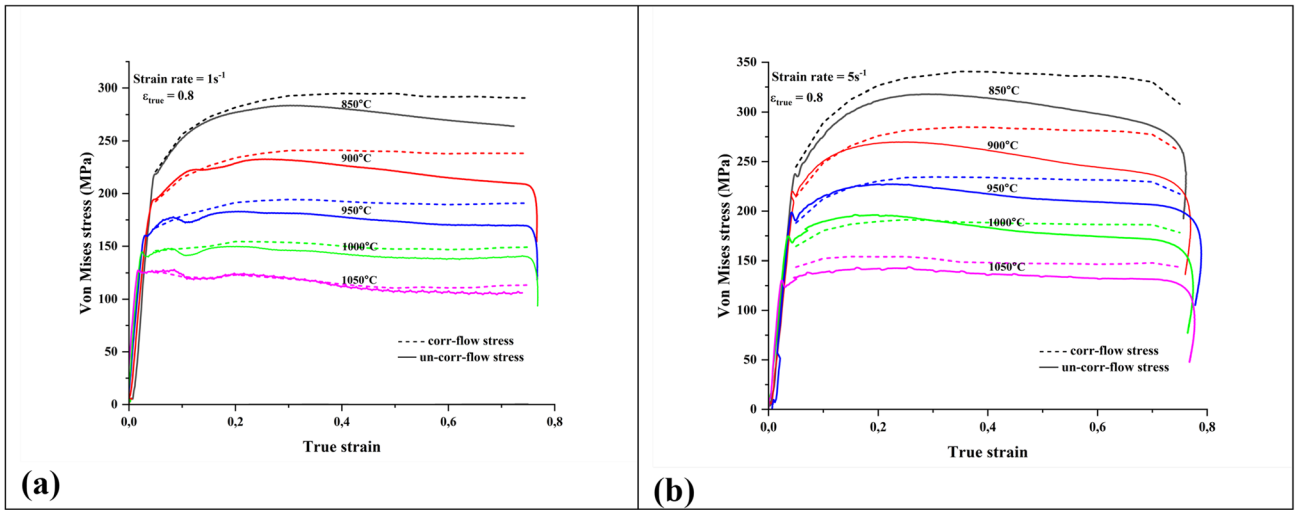 Strain rate = 1s⁻¹
ε_true = 0.8
Von Mises stress (MPa)
300
250
200
150
100
50
0
850°C
900°C
950°C
1000°C
1050°C
corr-flow stress
un-corr-flow stress
0,0
0,2
0,4
0,6
0,8
True strain
(a)
Strain rate = 5s⁻¹
ε_true = 0.8
Von Mises stress (MPa)
350
300
250
200
150
100
50
0
850°C
900°C
950°C
1000°C
1050°C
corr-flow stress
un-corr-flow stress
0,0
0,2
0,4
0,6
0,8
True strain
(b)